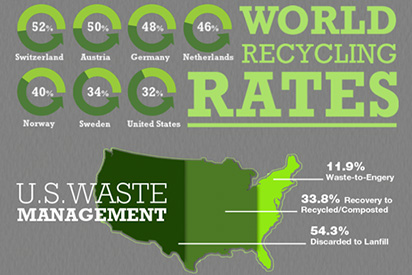 52%
50%
48%
46%
Switzerland
Austria
Germany
Netherlands
40%
34%
32%
Norway
Sweden
United States
WORLD
RECYCLING
RATES
U.S. WASTE
MANAGEMENT
11.9%
Waste-to-Engery
33.8% Recovery to
Recycled/Composted
54.3%
Discarded to Lanfill